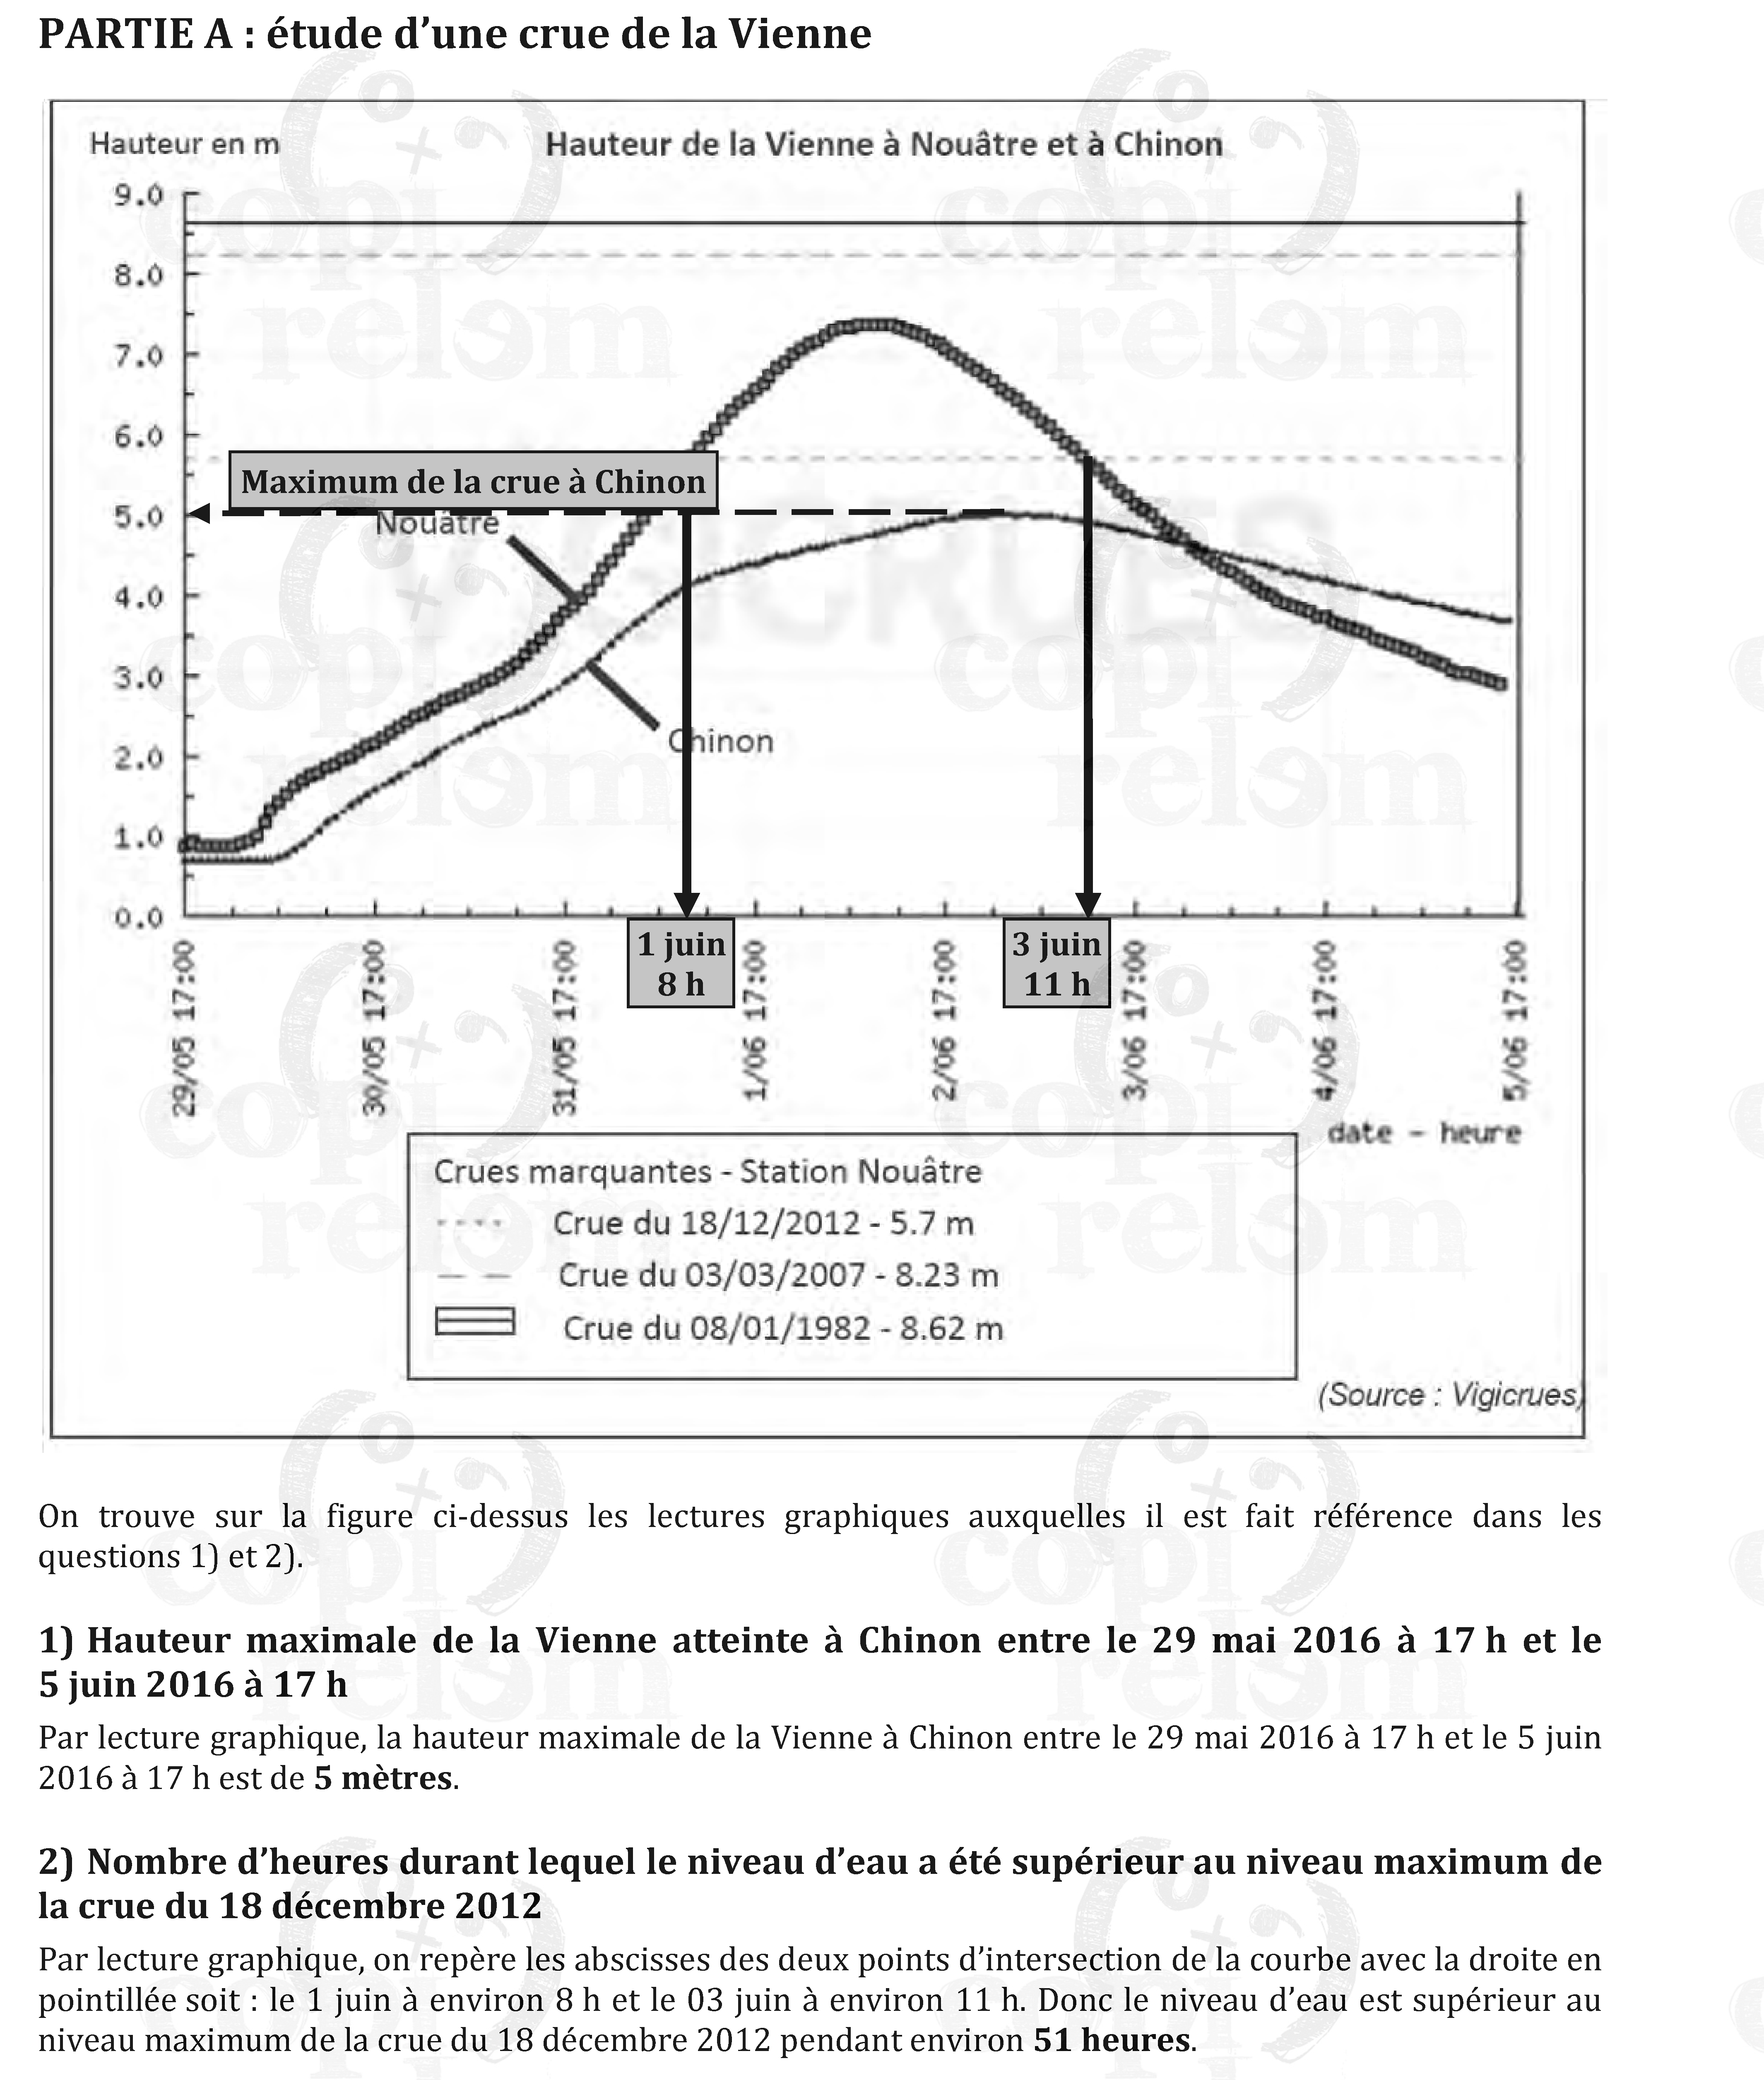 PARTIE A : étude d’une crue de la Vienne
Hauteur en m
Hauteur de la Vienne à Nouâtre et à Chinon
9.0
8.0
7.0
6.0
Maximum de la crue à Chinon
5.0
Nouâtre
4.0
3.0
Chinon
2.0
1.0
0.0
1 juin
8 h
3 juin
11 h
29/05 17:00
30/05 17:00
31/05 17:00
1/06 17:00
2/06 17:00
3/06 17:00
4/06 17:00
5/06 17:00
date - heure
Crues marquantes - Station Nouâtre
Crue du 18/12/2012 - 5.7 m
Crue du 03/03/2007 - 8.23 m
Crue du 08/01/1982 - 8.62 m
(Source : Vigicrues)
VIGICRUES
copirelem
On trouve sur la figure ci-dessus les lectures graphiques auxquelles il est fait référence dans les
questions 1) et 2).
1) Hauteur maximale de la Vienne atteinte à Chinon entre le 29 mai 2016 à 17 h et le
5 juin 2016 à 17 h
Par lecture graphique, la hauteur maximale de la Vienne à Chinon entre le 29 mai 2016 à 17 h et le 5 juin
2016 à 17 h est de 5 mètres.
2) Nombre d’heures durant lequel le niveau d’eau a été supérieur au niveau maximum de
la crue du 18 décembre 2012
Par lecture graphique, on repère les abscisses des deux points d’intersection de la courbe avec la droite en
pointillée soit : le 1 juin à environ 8 h et le 03 juin à environ 11 h. Donc le niveau d’eau est supérieur au
niveau maximum de la crue du 18 décembre 2012 pendant environ 51 heures.